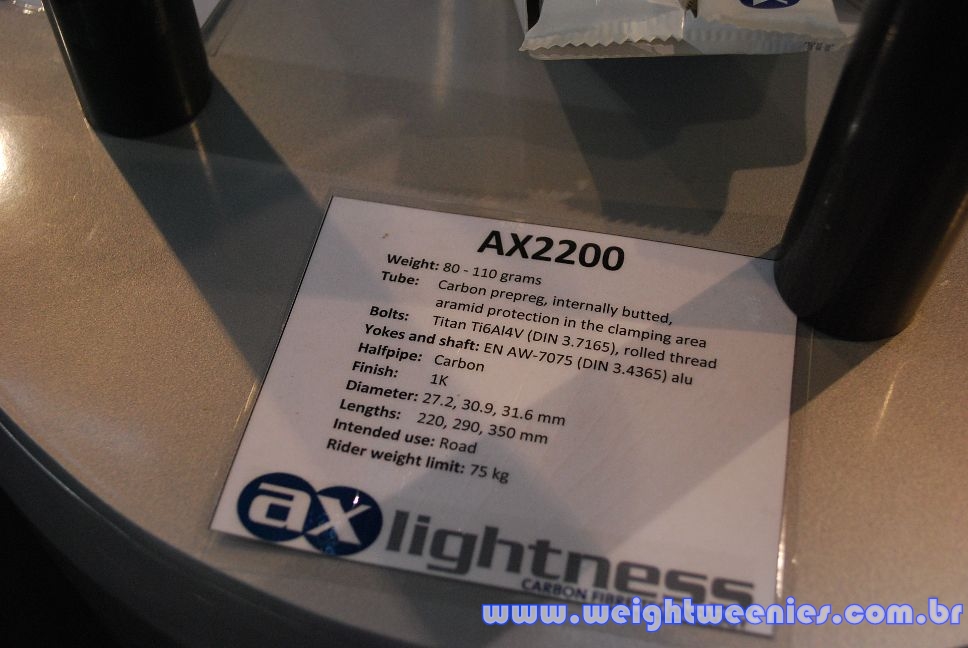 AX2200
Weight: 80 - 110 grams
Tube: Carbon prepreg, internally butted,
aramid protection in the clamping area
Bolts: Titan Ti6Al4V (DIN 3.7165), rolled thread
Yokes and shaft: EN AW-7075 (DIN 3.4365) alu
Halfpipe: Carbon
Finish: 1K
Diameter: 27.2, 30.9, 31.6 mm
Lengths: 220, 290, 350 mm
Intended use: Road
Rider weight limit: 75 kg
ax lightness
CARBON
www.weightweenies.com.br